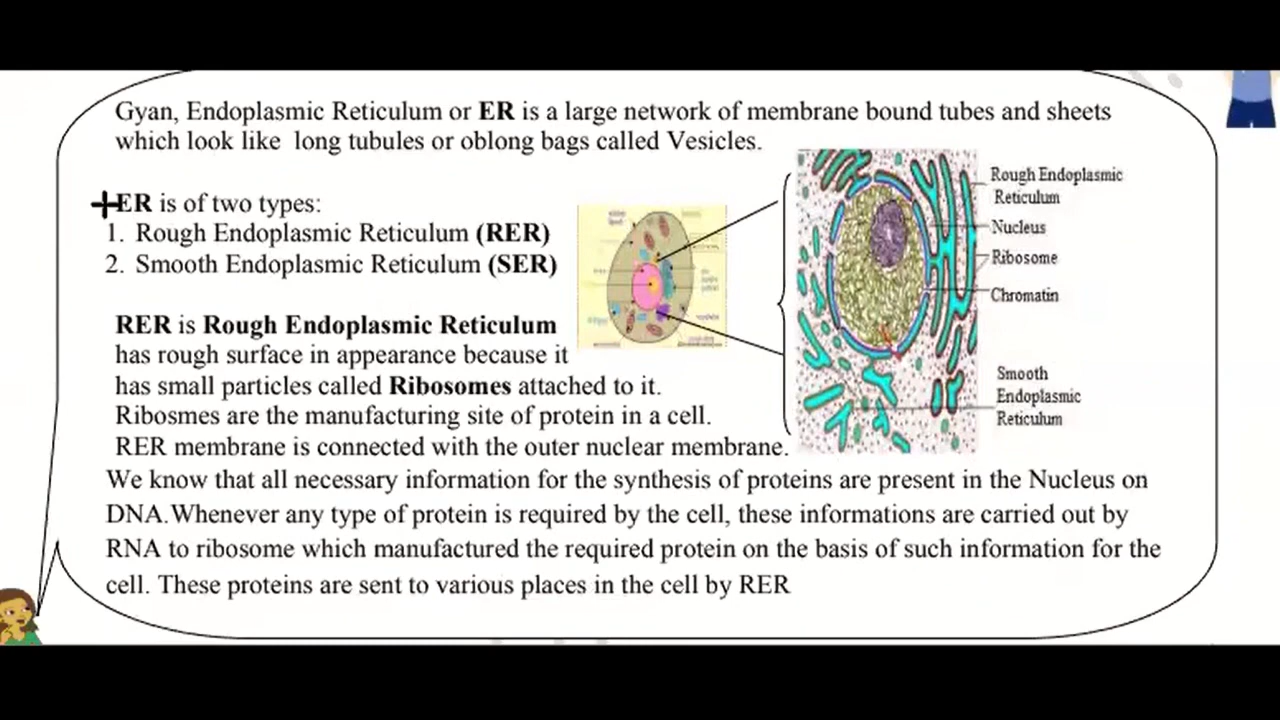 Gyan, Endoplasmic Reticulum or ER is a large network of membrane bound tubes and sheets
which look like long tubules or oblong bags called Vesicles.
ER is of two types:
1. Rough Endoplasmic Reticulum (RER)
2. Smooth Endoplasmic Reticulum (SER)
RER is Rough Endoplasmic Reticulum
has rough surface in appearance because it
has small particles called Ribosomes attached to it.
Ribosmes are the manufacturing site of protein in a cell.
RER membrane is connected with the outer nuclear membrane.
We know that all necessary information for the synthesis of proteins are present in the Nucleus on
DNA.Whenever any type of protein is required by the cell, these informations are carried out by
RNA to ribosome which manufactured the required protein on the basis of such information for the
cell. These proteins are sent to various places in the cell by RER
Rough Endoplasmic
Reticulum
Nucleus
Ribosome
Chromatin
Smooth
Endoplasmic
Reticulum